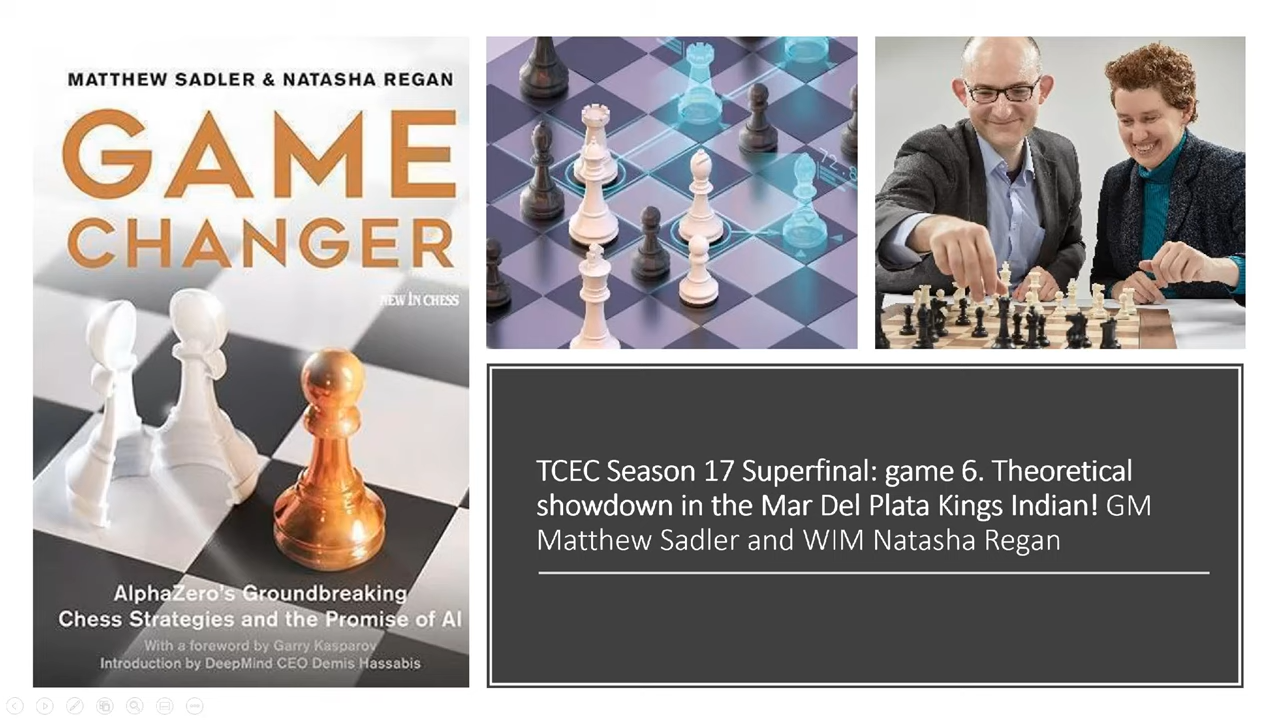 MATTHEW SADLER & NATASHA REGAN
GAME
CHANGER
NEW IN CHESS
AlphaZero's Groundbreaking
Chess Strategies and the Promise of AI
With a foreword by Garry Kasparov
Introduction by DeepMind CEO Demis Hassabis
72.8
TCEC Season 17 Superfinal: game 6. Theoretical
showdown in the Mar Del Plata Kings Indian! GM
Matthew Sadler and WIM Natasha Regan